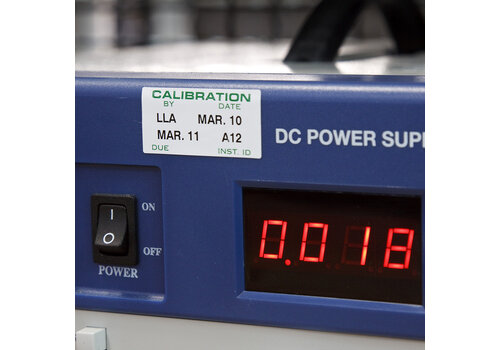 CALIBRATION
BY DATE
LLA MAR. 10
MAR. 11 A12
DUE INST. ID
DC POWER SUPP
I ON
O OFF
POWER
0.018